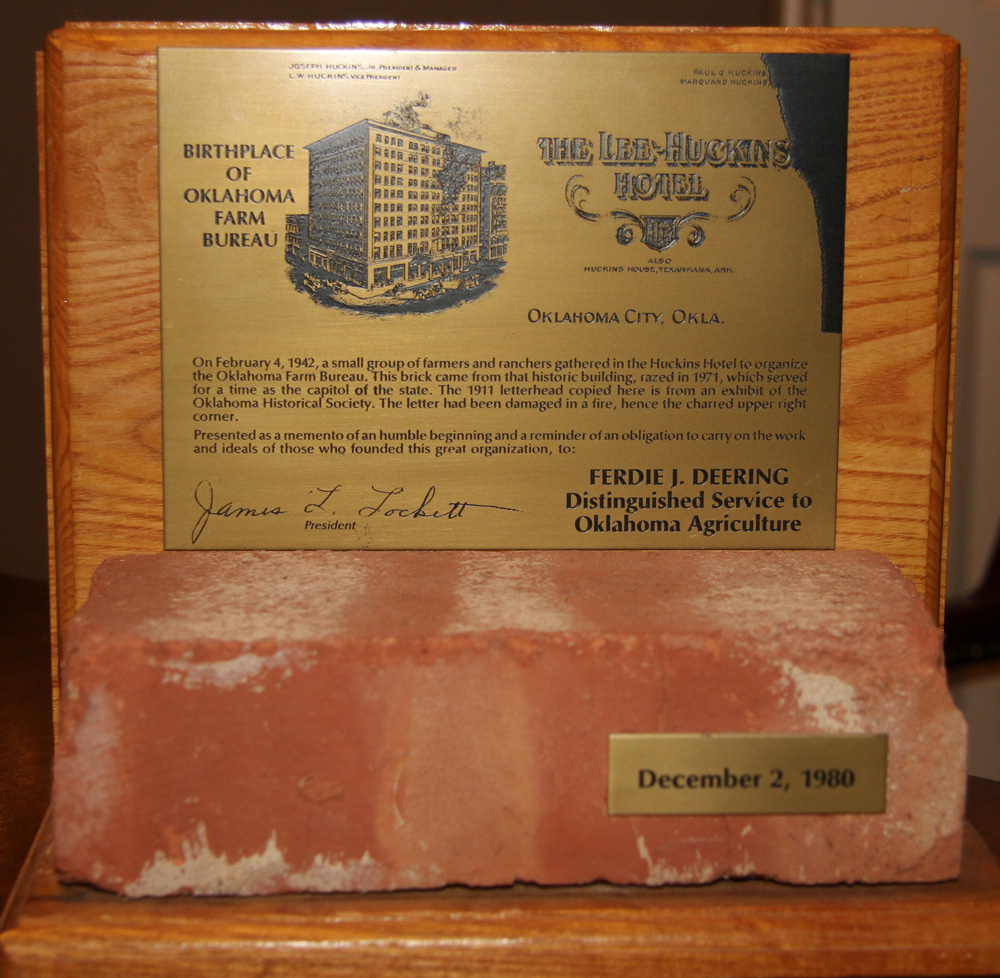 JOSEPH HUCKINS, JR. PRESIDENT & MANAGER
L.W. HUCKINS, VICE PRESIDENT
PAUL G. HUCKINS
MARQUAND HUCKINS,
BIRTHPLACE
OF
OKLAHOMA
FARM
BUREAU
THE LEE-HUCKINS
HOTEL
ALSO
HUCKINS HOUSE, TEXARKANA, ARK.
OKLAHOMA CITY, OKLA.
On February 4, 1942, a small group of farmers and ranchers gathered in the Huckins Hotel to organize
the Oklahoma Farm Bureau. This brick came from that historic building, razed in 1971, which served
for a time as the capitol of the state. The 1911 letterhead copied here is from an exhibit of the
Oklahoma Historical Society. The letter had been damaged in a fire, hence the charred upper right
corner.
Presented as a memento of an humble beginning and a reminder of an obligation to carry on the work
and ideals of those who founded this great organization, to:
James L. Lockett
President
FERDIE J. DEERING
Distinguished Service to
Oklahoma Agriculture
December 2, 1980